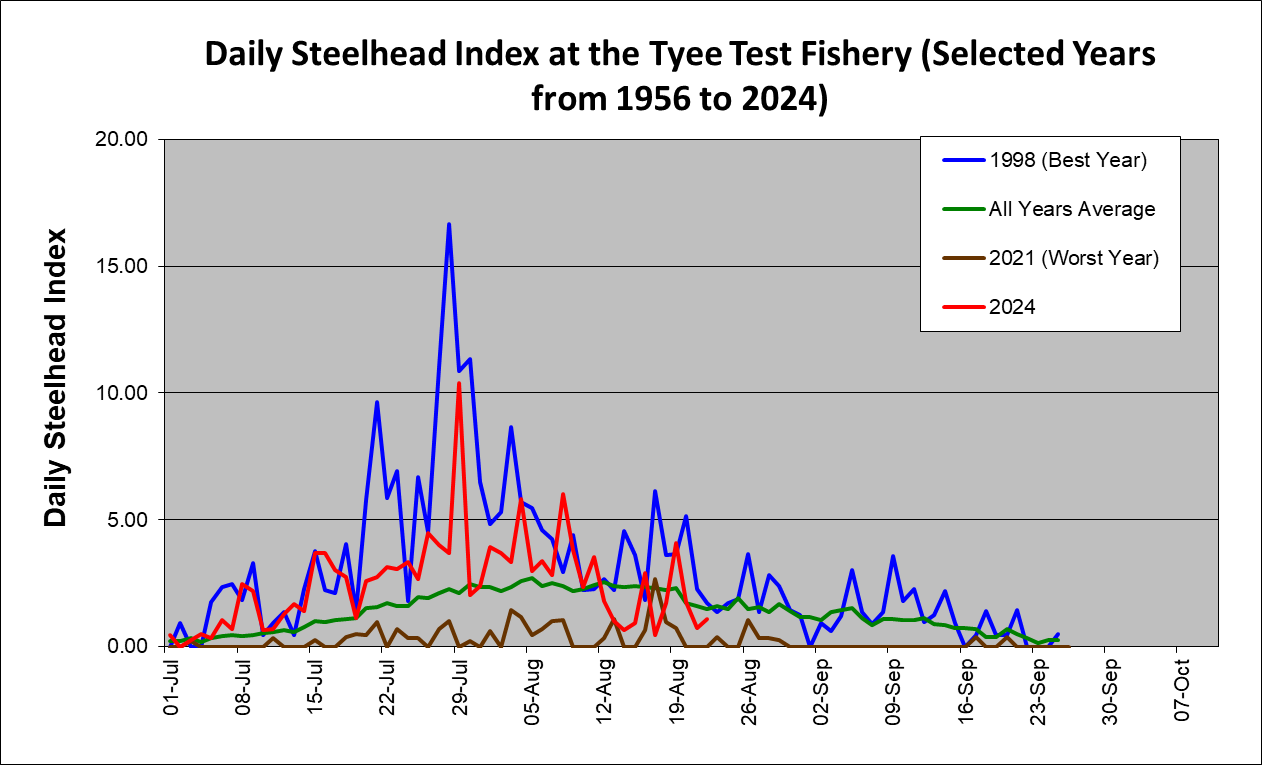 Daily Steelhead Index at the Tyee Test Fishery (Selected Years
from 1956 to 2024)
Daily Steelhead Index
20.00
15.00
10.00
5.00
0.00
1998 (Best Year)
All Years Average
2021 (Worst Year)
2024
01-Jul
08-Jul
15-Jul
22-Jul
29-Jul
05-Aug
12-Aug
19-Aug
26-Aug
02-Sep
09-Sep
16-Sep
23-Sep
30-Sep
07-Oct